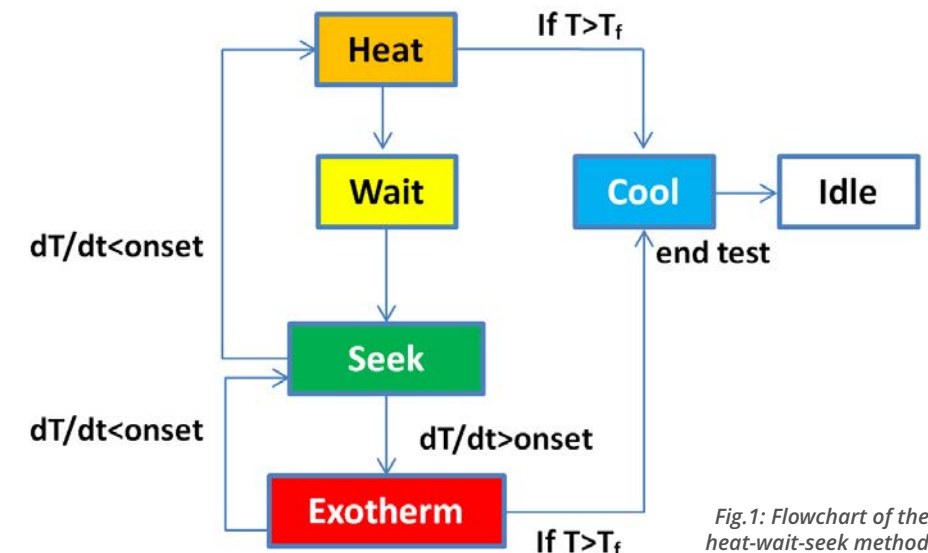 If T>Tf
Heat
Wait
Cool
Idle
dT/dt<onset
end test
Seek
dT/dt<onset
dT/dt>onset
Exotherm
If T>Tf
Fig.1: Flowchart of the
heat-wait-seek method